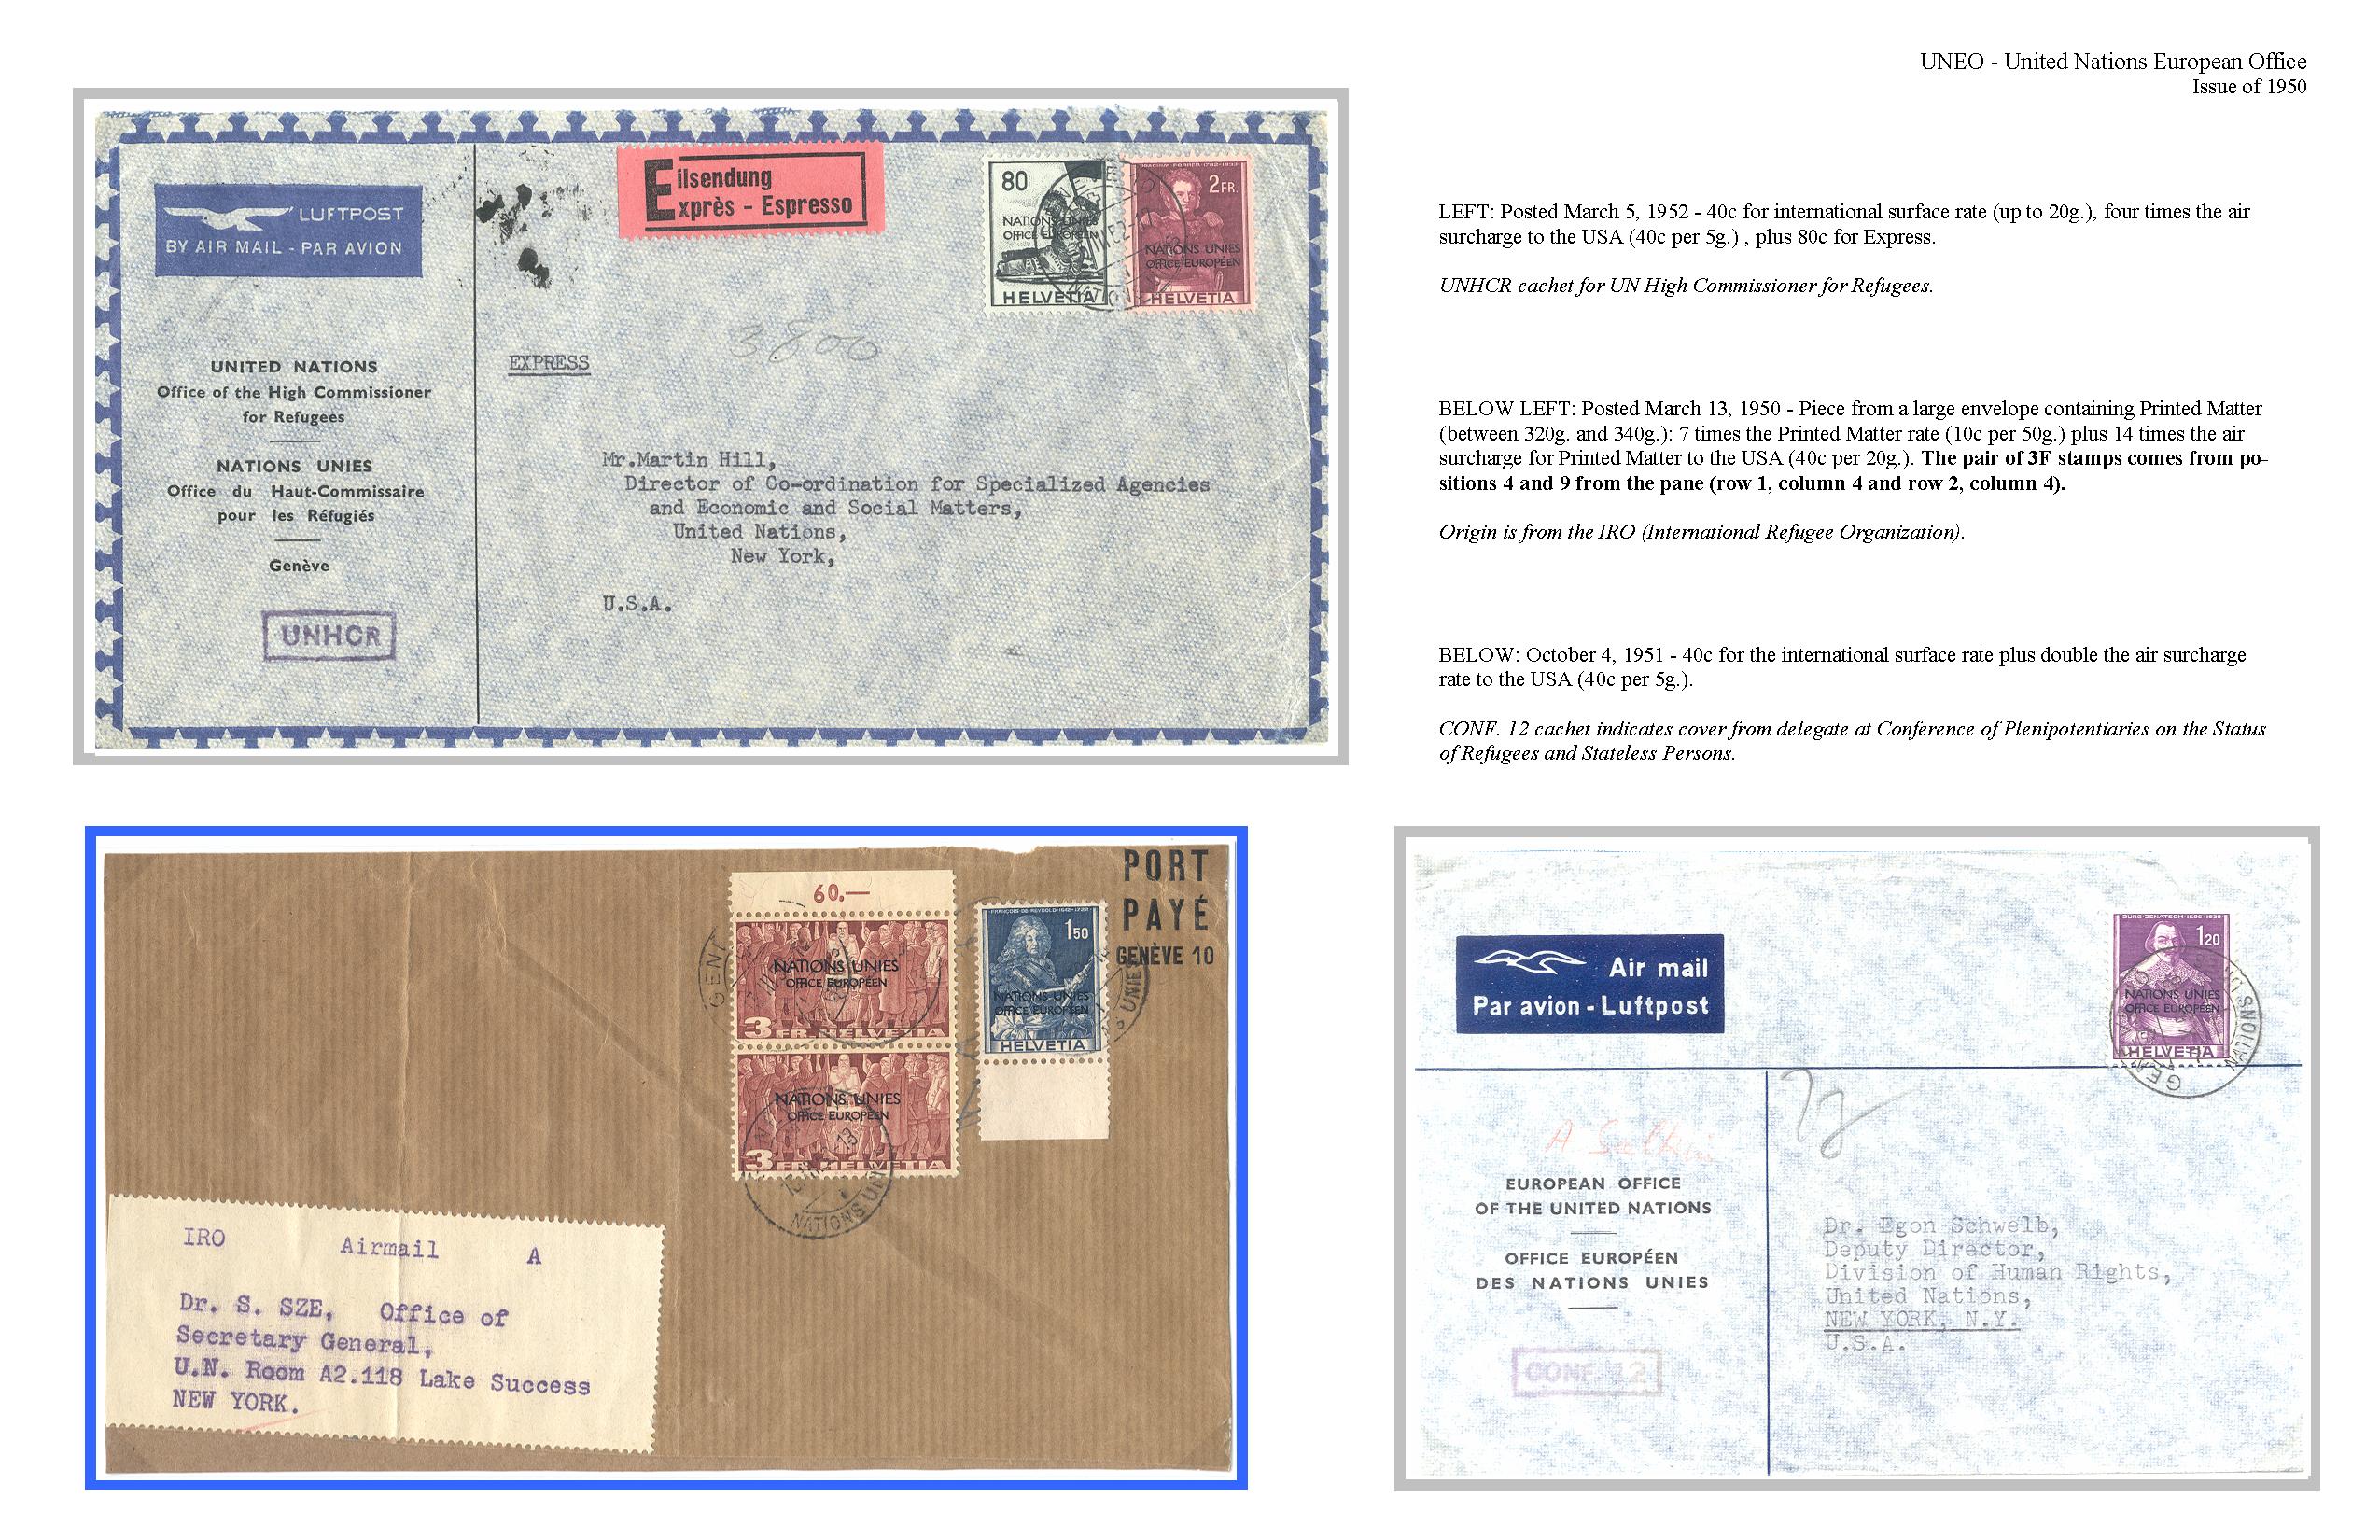 UNEO - United Nations European Office
Issue of 1950
LUFTPOST
BY AIR MAIL - PAR AVION
Eilsendung
Exprès - Espresso
80
NATIONS UNIES
OFFICE EUROPÉEN
HELVETIA
2FR.
NATIONS UNIES
OFFICE EUROPÉEN
HELVETIA
3800
UNITED NATIONS
Office of the High Commissioner
for Refugees
NATIONS UNIES
Office du Haut-Commissaire
pour les Réfugiés
Genève
UNHCR
EXPRESS
Mr.Martin Hill,
Director of Co-ordination for Specialized Agencies
and Economic and Social Matters,
United Nations,
New York,
U.S.A.
LEFT: Posted March 5, 1952 - 40c for international surface rate (up to 20g.), four times the air
surcharge to the USA (40c per 5g.) , plus 80c for Express.
UNHCR cachet for UN High Commissioner for Refugees.
BELOW LEFT: Posted March 13, 1950 - Piece from a large envelope containing Printed Matter
(between 320g. and 340g.): 7 times the Printed Matter rate (10c per 50g.) plus 14 times the air
surcharge for Printed Matter to the USA (40c per 20g.). The pair of 3F stamps comes from po-
sitions 4 and 9 from the pane (row 1, column 4 and row 2, column 4).
Origin is from the IRO (International Refugee Organization).
BELOW: October 4, 1951 - 40c for the international surface rate plus double the air surcharge
rate to the USA (40c per 5g.).
CONF. 12 cachet indicates cover from delegate at Conference of Plenipotentiaries on the Status
of Refugees and Stateless Persons.
60.—
NATIONS UNIES
OFFICE EUROPÉEN
3 FR HELVETIA
NATIONS UNIES
OFFICE EUROPÉEN
3 FR HELVETIA
NATIONS UNIES
150
NATIONS UNIES
OFFICE EUROPÉEN
HELVETIA
PORT
PAYÉ
GENÈVE 10
IRO Airmail A
Dr. S. SZE, Office of
Secretary General,
U.N. Room A2.118 Lake Success
NEW YORK.
Air mail
Par avion - Luftpost
120
NATIONS UNIES
OFFICE EUROPÉEN
HELVETIA
EUROPEAN OFFICE
OF THE UNITED NATIONS
OFFICE EUROPÉEN
DES NATIONS UNIES
CONF. 12
Dr. Egon Schwelb,
Deputy Director,
Division of Human Rights,
United Nations,
NEW YORK, N.Y.
U.S.A.